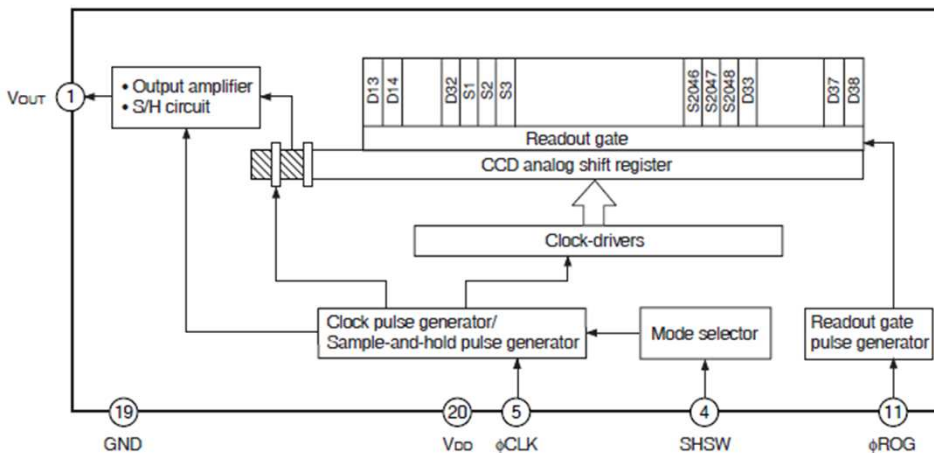 VOUT
1
• Output amplifier
• S/H circuit
D13
D14
D32
S1
S2
S3
S2046
S2047
S2048
D33
D37
D38
Readout gate
CCD analog shift register
Clock-drivers
Clock pulse generator/
Sample-and-hold pulse generator
Mode selector
Readout gate
pulse generator
19
20
5
4
11
GND
VDD
ϕCLK
SHSW
ϕROG